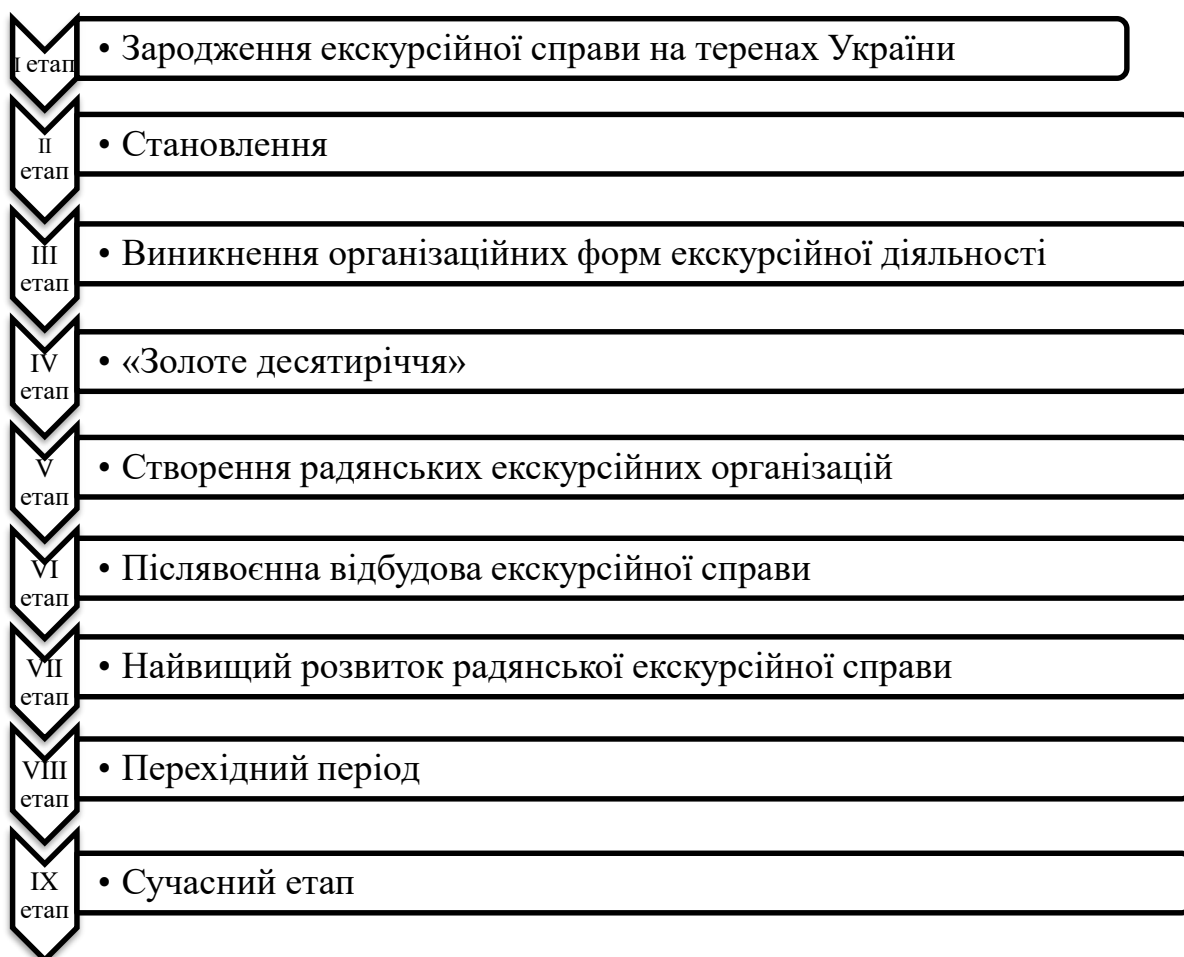 I етап
• Зародження екскурсійної справи на теренах України
II
етап
• Становлення
III
етап
• Виникнення організаційних форм екскурсійної діяльності
IV
етап
• «Золоте десятиріччя»
V
етап
• Створення радянських екскурсійних організацій
VI
етап
• Післявоєнна відбудова екскурсійної справи
VII
етап
• Найвищий розвиток радянської екскурсійної справи
VIII
етап
• Перехідний період
IX
етап
• Сучасний етап